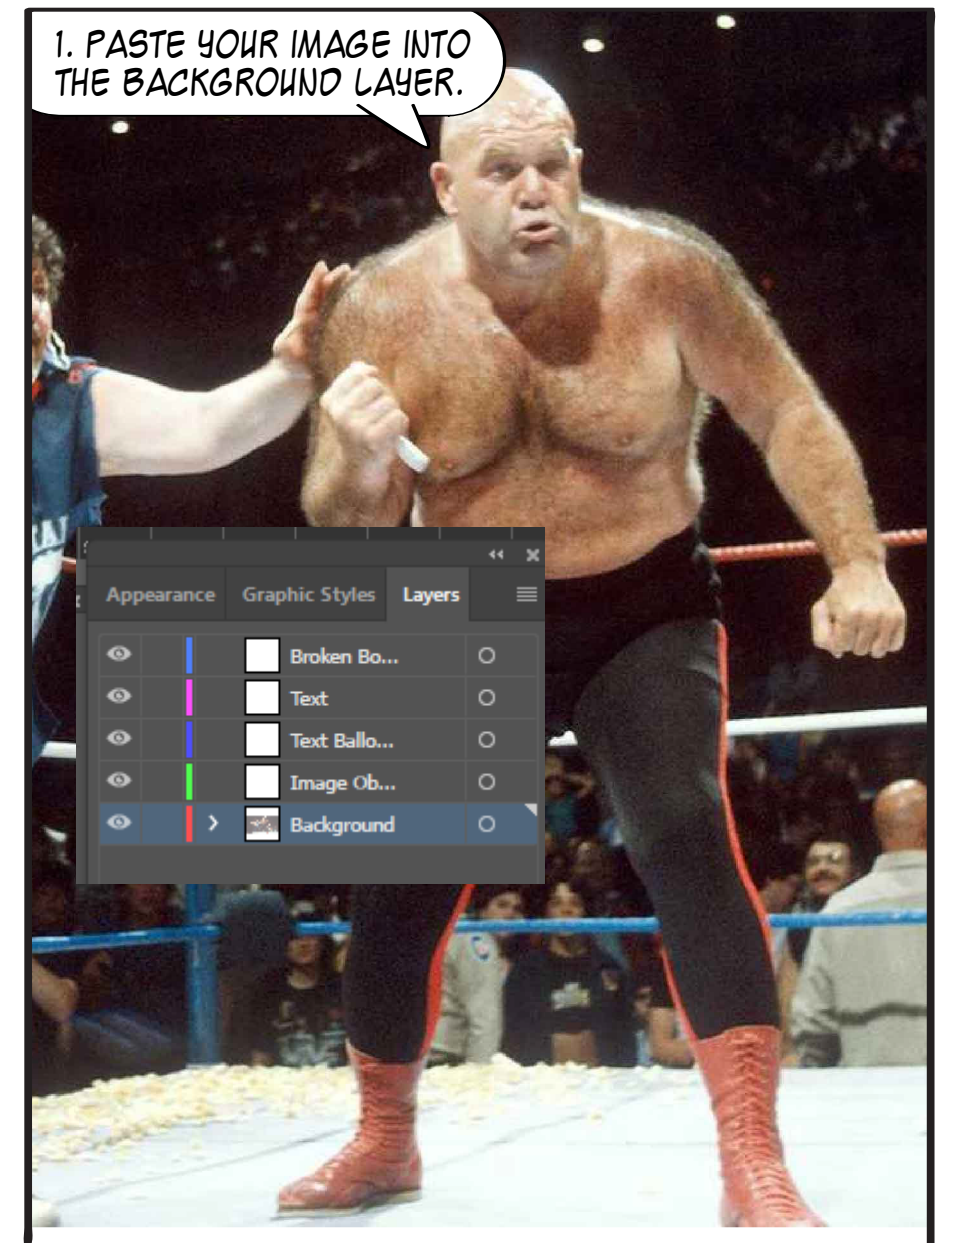 1. PASTE YOUR IMAGE INTO
THE BACKGROUND LAYER.
Appearance Graphic Styles Layers
Broken Bo...
Text
Text Ballo...
Image Ob...
Background